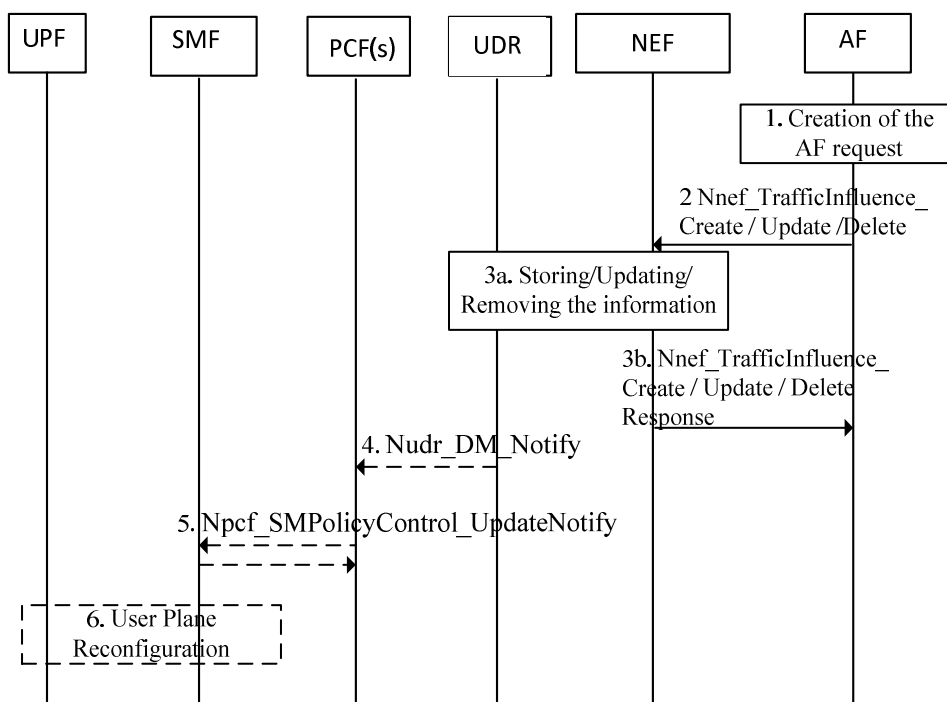 UPF
SMF
PCF(s)
UDR
NEF
AF
1. Creation of the
AF request
2 Nnef_TrafficInfluence_
Create / Update /Delete
3a. Storing/Updating/
Removing the information
3b. Nnef_TrafficInfluence_
Create / Update / Delete
Response
4. Nudr_DM_Notify
5. Npcf_SMPolicyControl_UpdateNotify
6. User Plane
Reconfiguration